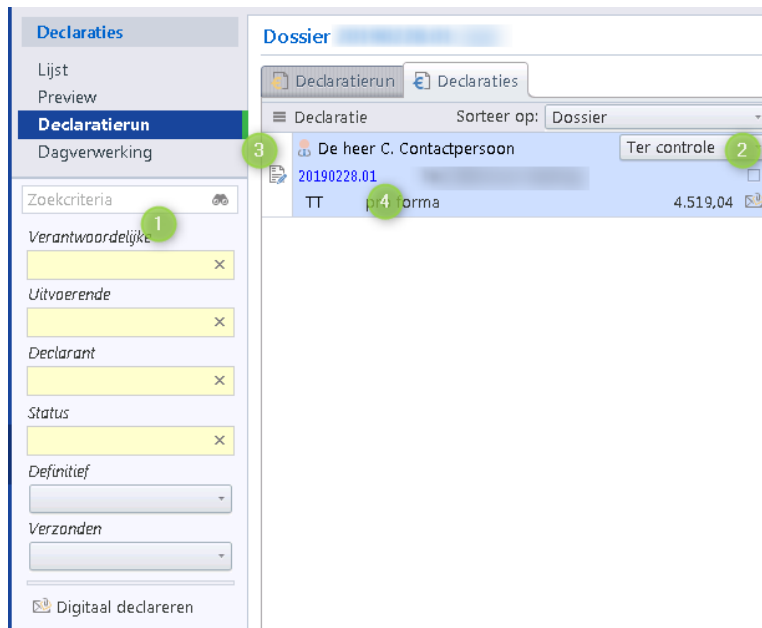 Declaraties
Lijst
Preview
Declaratierun
Dagverwerking
Zoekcriteria
1
Verantwoordelijke
Uitvoerende
Declarant
Status
Definitief
Verzonden
Digitaal declareren
Dossier
Declaratierun Declaraties
Declaratie Sorteer op: Dossier
3 De heer C. Contactpersoon Ter controle 2
20190228.01
TT 4 forma 4.519,04